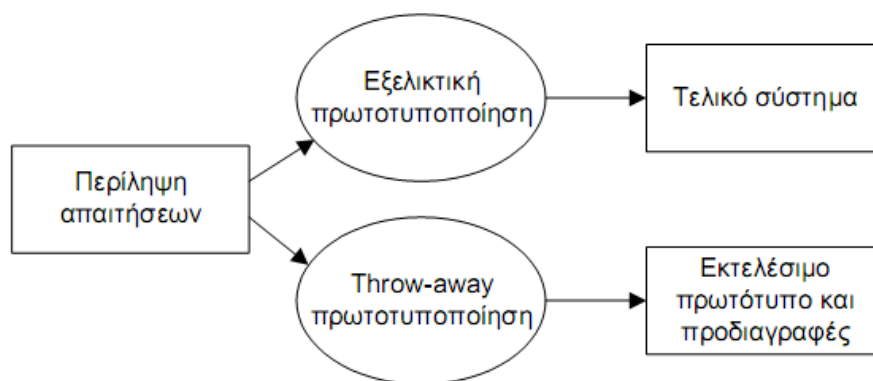 Εξελικτική
πρωτοτυποποίηση
Τελικό σύστημα
Περίληψη
απαιτήσεων
Throw-away
πρωτοτυποποίηση
Εκτελέσιμο
πρωτότυπο και
προδιαγραφές